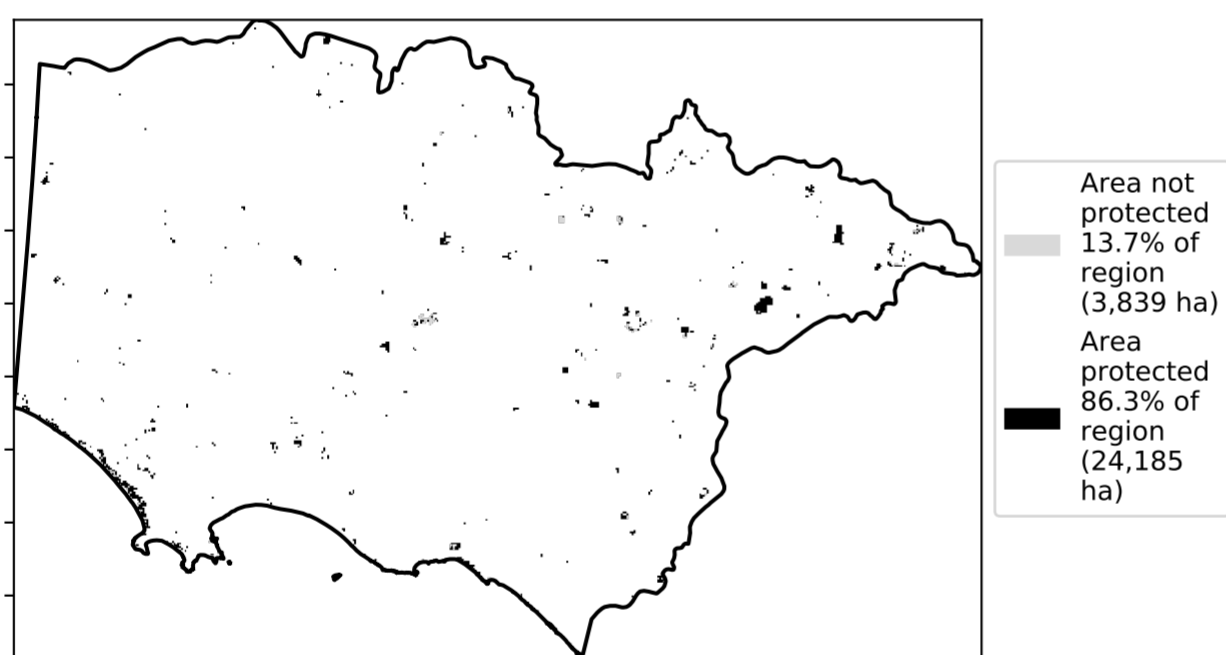 Area not
protected
13.7% of
region
(3,839 ha)
Area
protected
86.3% of
region
(24,185
ha)